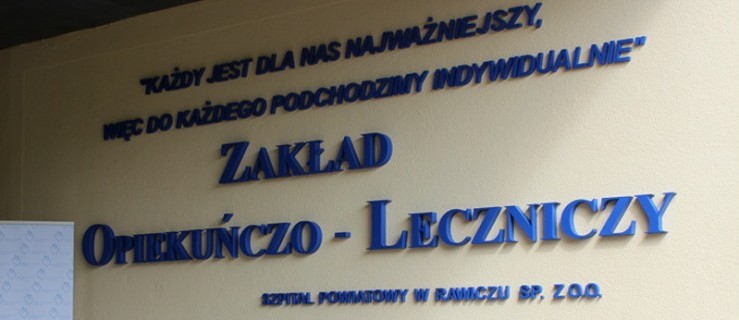 "KAŻDY JEST DLA NAS NAJWAŻNIEJSZY,
WIĘC DO KAŻDEGO PODCHODZIMY INDYWIDUALNIE"
ZAKŁAD
OPIEKUŃCZO - LECZNICZY
SZPITAL POWIATOWY W RAWICZU SP. Z O.O.